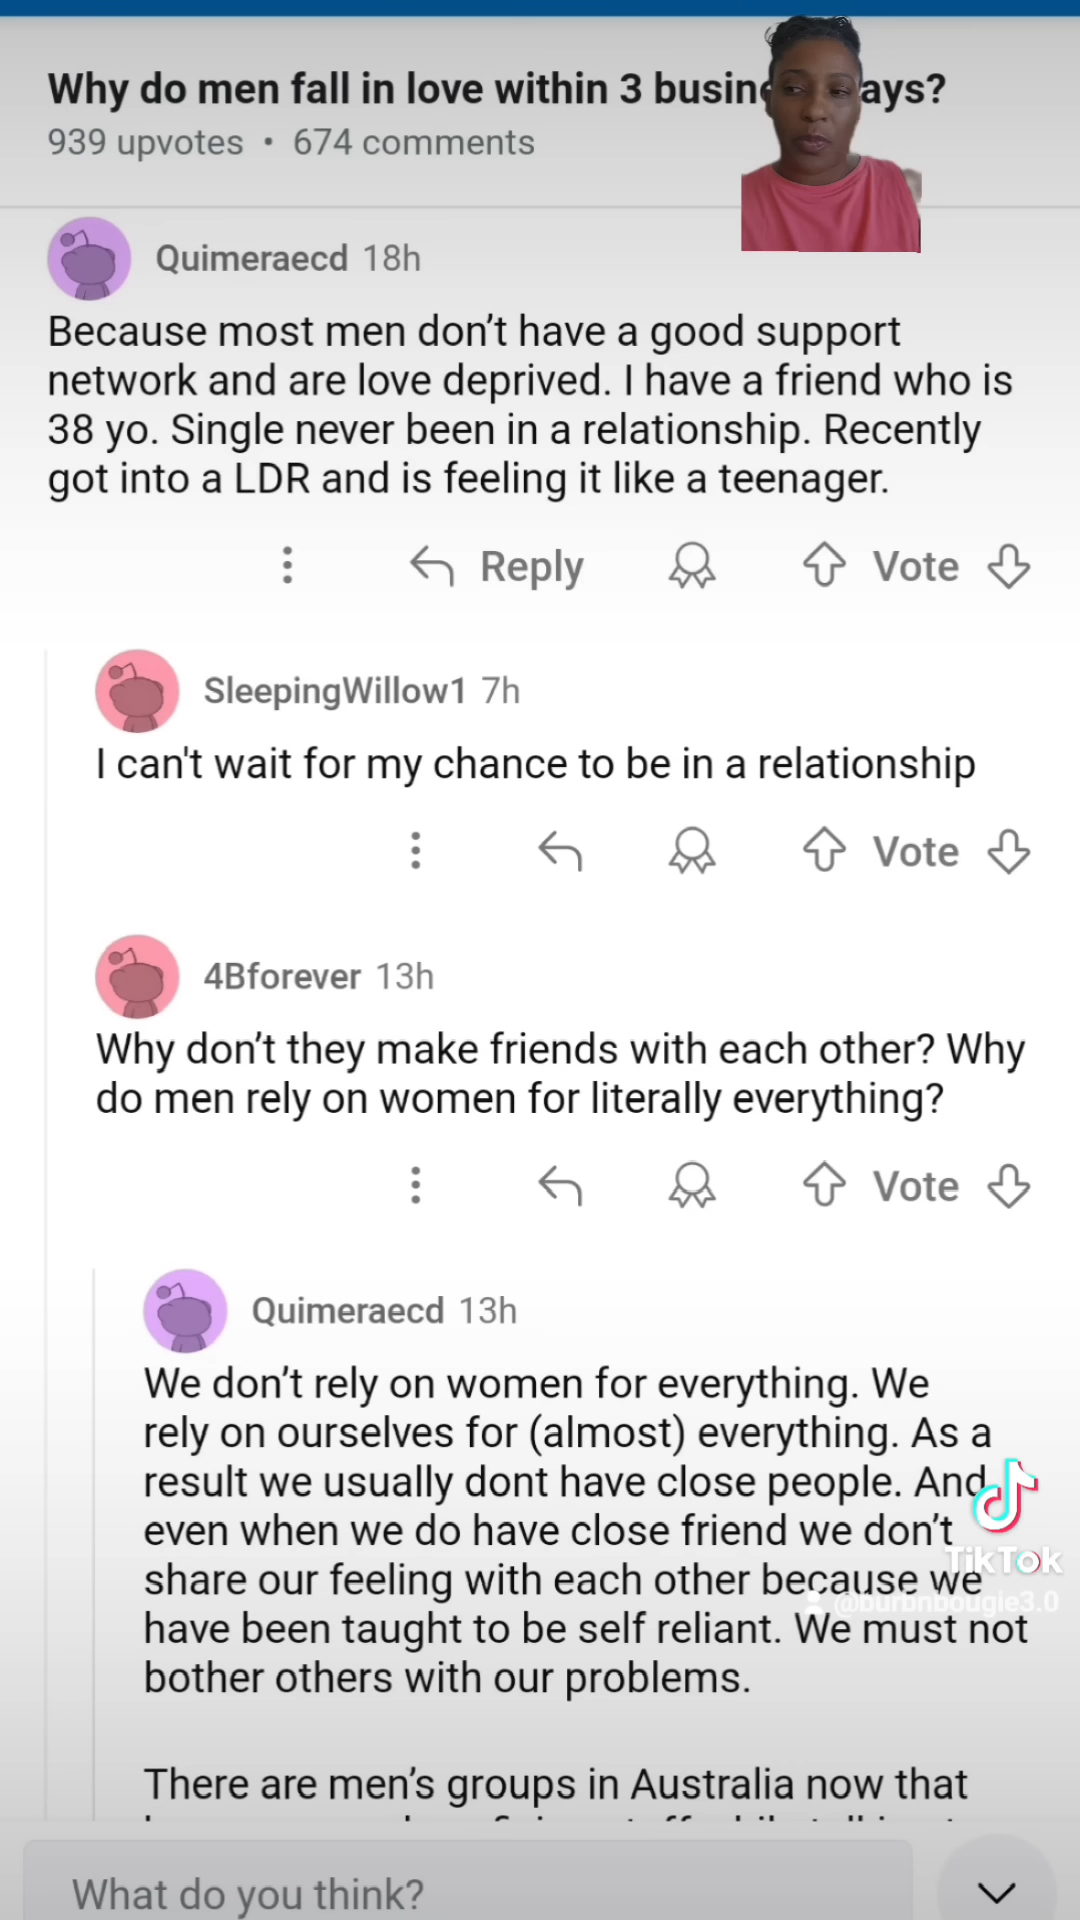 Why do men fall in love within 3 busine ays?
939 upvotes • 674 comments
Quimeraecd 18h
Because most men don’t have a good support
network and are love deprived. I have a friend who is
38 yo. Single never been in a relationship. Recently
got into a LDR and is feeling it like a teenager.
Reply
Vote
SleepingWillow1 7h
I can't wait for my chance to be in a relationship
Vote
4Bforever 13h
Why don’t they make friends with each other? Why
do men rely on women for literally everything?
Vote
Quimeraecd 13h
We don’t rely on women for everything. We
rely on ourselves for (almost) everything. As a
result we usually dont have close people. And
even when we do have close friend we don’t
share our feeling with each other because we
have been taught to be self reliant. We must not
bother others with our problems.
TikTok
@burbnbougie3.0
There are men’s groups in Australia now that
What do you think?